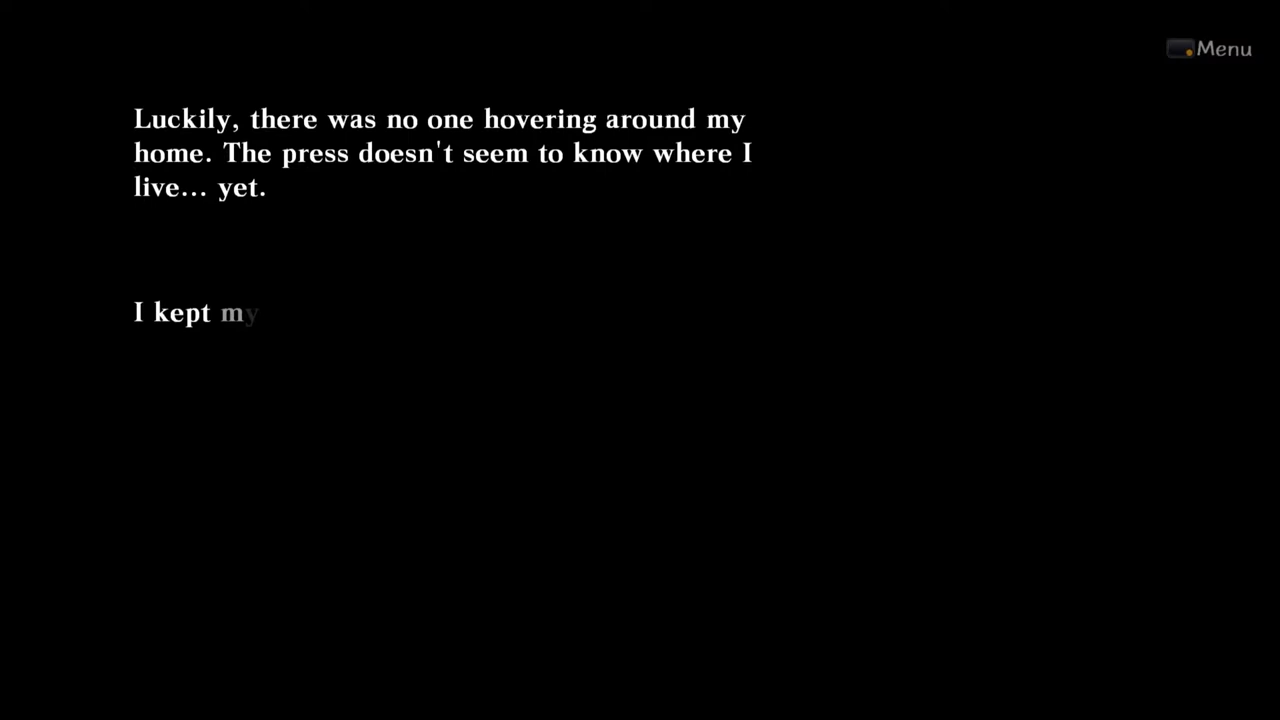 Menu
Luckily, there was no one hovering around my
home. The press doesn't seem to know where I
live... yet.
I kept my